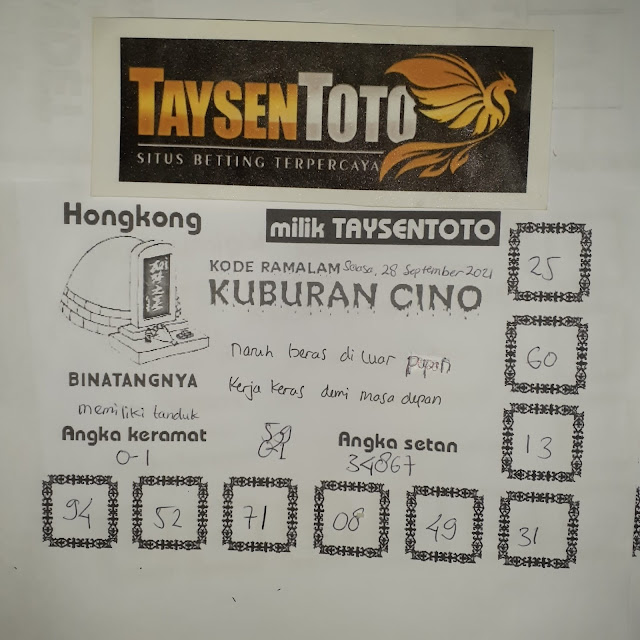 TAYSENTOTO
SITUS BETTING TERPERCAYA
Hongkong
milik TAYSENTOTO
KODE RAMALAM Selasa, 28 September 2021
KUBURAN CINO
25
Naruh beras di luar
60
BINATANGNYA
Kerja keras demi masa depan
memiliki tanduk
Angka keramat
Angka setan
13
0-1
34867
94
52
71
08
49
31